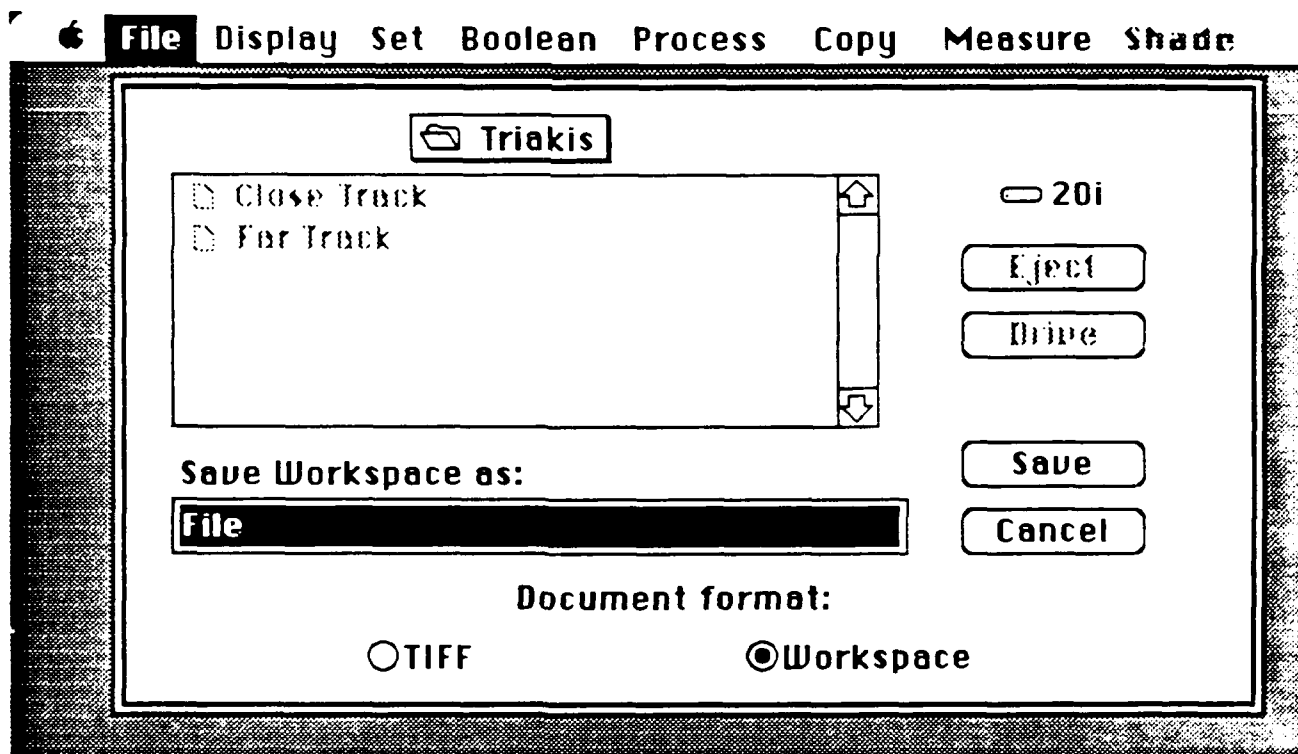 File Display Set Boolean Process Copy Measure Shade
Triakis
Close Track
Far Track
20i
Eject
Drive
Save Workspace as:
File
Save
Cancel
Document format:
TIFF
Workspace